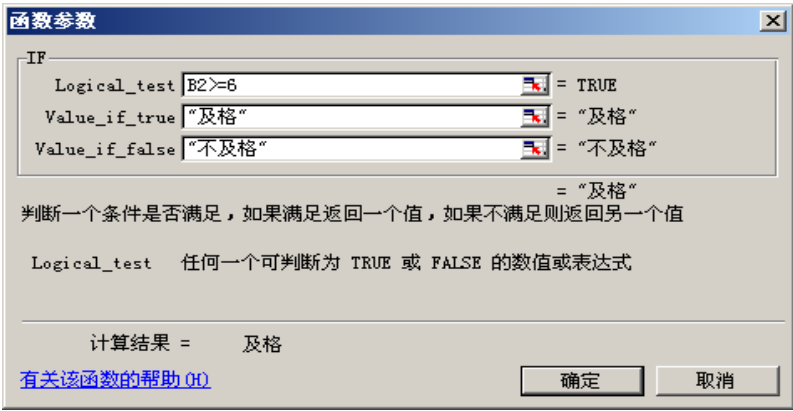 函数参数
IF
Logical_test B2>=6 = TRUE
Value_if_true "及格" = "及格"
Value_if_false "不及格" = "不及格"
= "及格"
判断一个条件是否满足，如果满足返回一个值，如果不满足则返回另一个值
Logical_test 任何一个可判断为 TRUE 或 FALSE 的数值或表达式
计算结果 = 及格
有关该函数的帮助(H)
确定
取消